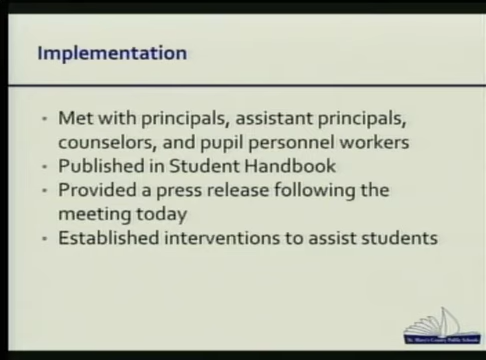 Implementation
Met with principals, assistant principals,
counselors, and pupil personnel workers
Published in Student Handbook
Provided a press release following the
meeting today
Established interventions to assist students
St. Mary's County Public Schools